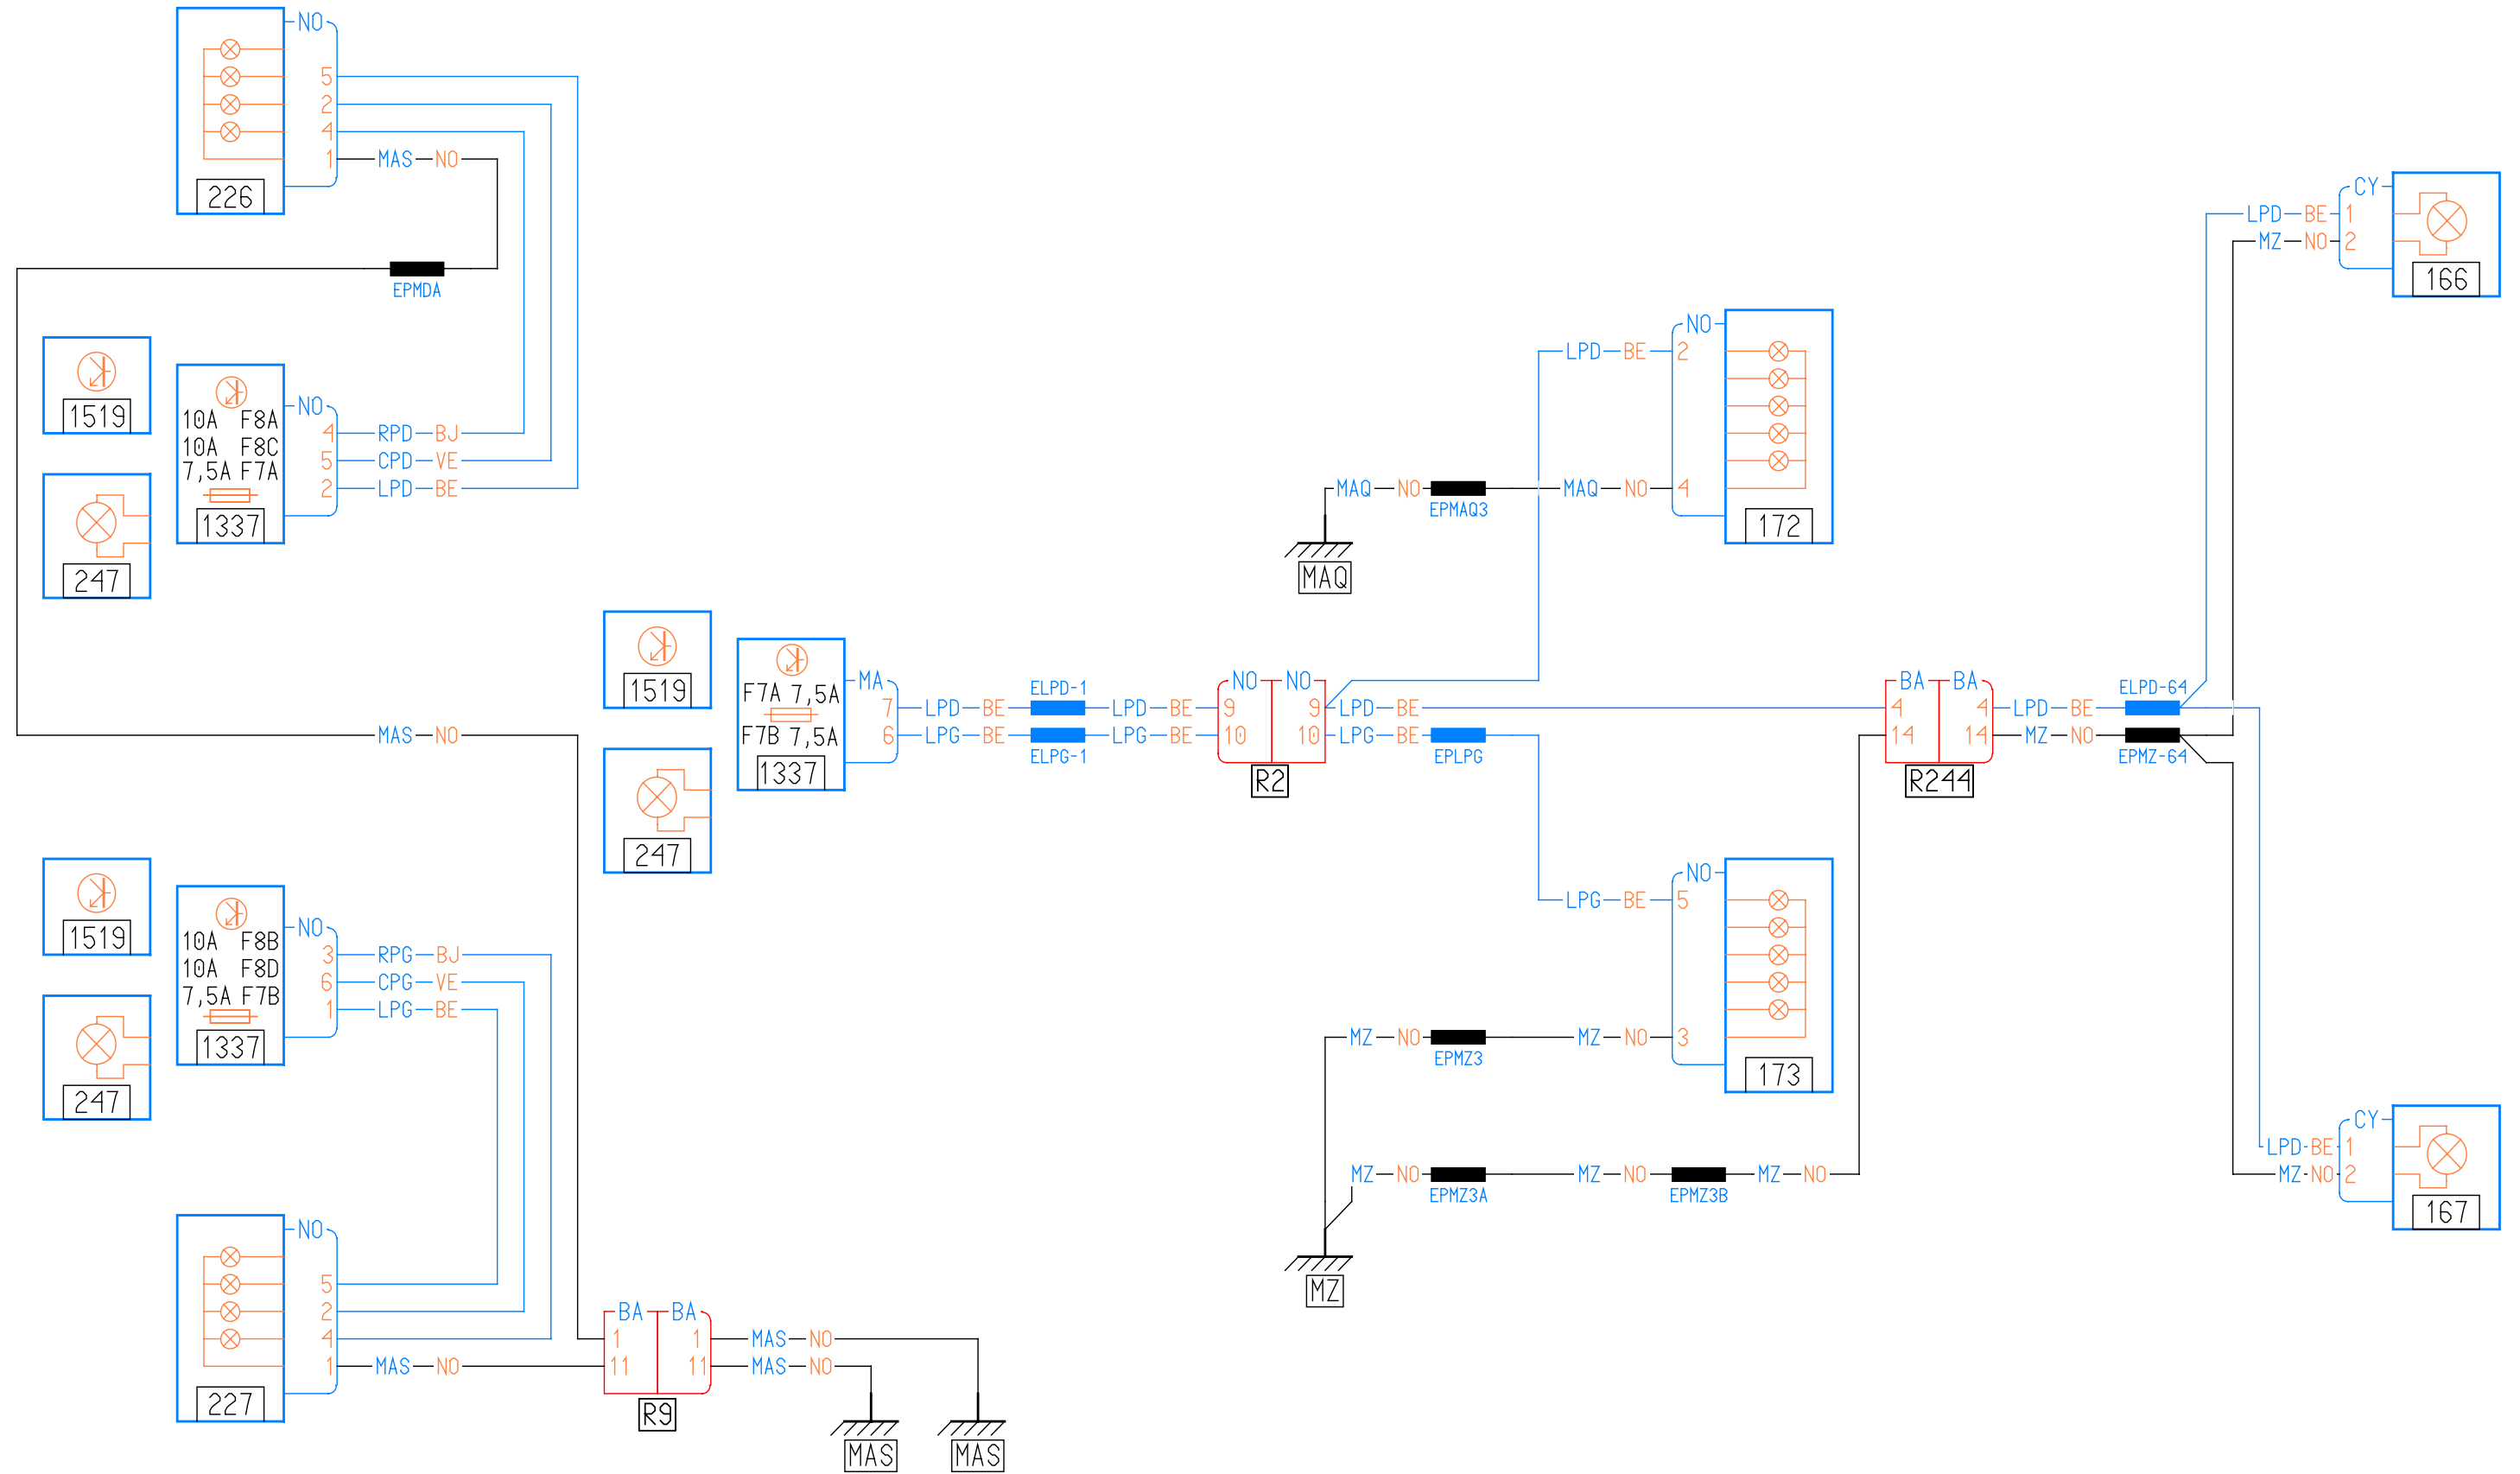 NO
5
2
4
1 MAS NO
226
EPMDA
1519
NO
10A F8A
10A F8C
7,5A F7A
4 RPD BJ
5 CPD VE
2 LPD BE
1337
247
MAS NO
1519
NO
10A F8B
10A F8D
7,5A F7B
3 RPG BJ
6 CPG VE
1 LPG BE
1337
247
NO
5
2
4
1 MAS NO
227
BA BA
1 1 MAS NO
11 11 MAS NO
R9
MAS
MAS
1519
247
MA
F7A 7,5A
F7B 7,5A
1337
7 LPD BE ELPD-1 LPD BE 9
6 LPG BE ELPG-1 LPG BE 10
NO NO
R2
9 LPD BE
10 LPG BE EPLPG
LPD BE 2
NO
MAQ NO EPMAQ3 MAQ NO 4
172
MAQ
NO
LPG BE 5
MZ NO EPMZ3 MZ NO 3
173
MZ NO EPMZ3A MZ NO EPMZ3B MZ NO
MZ
BA BA
4 4 LPD BE ELPD-64
14 14 MZ NO EPMZ-64
R244
CY
LPD BE 1
MZ NO 2
166
CY
LPD BE 1
MZ NO 2
167